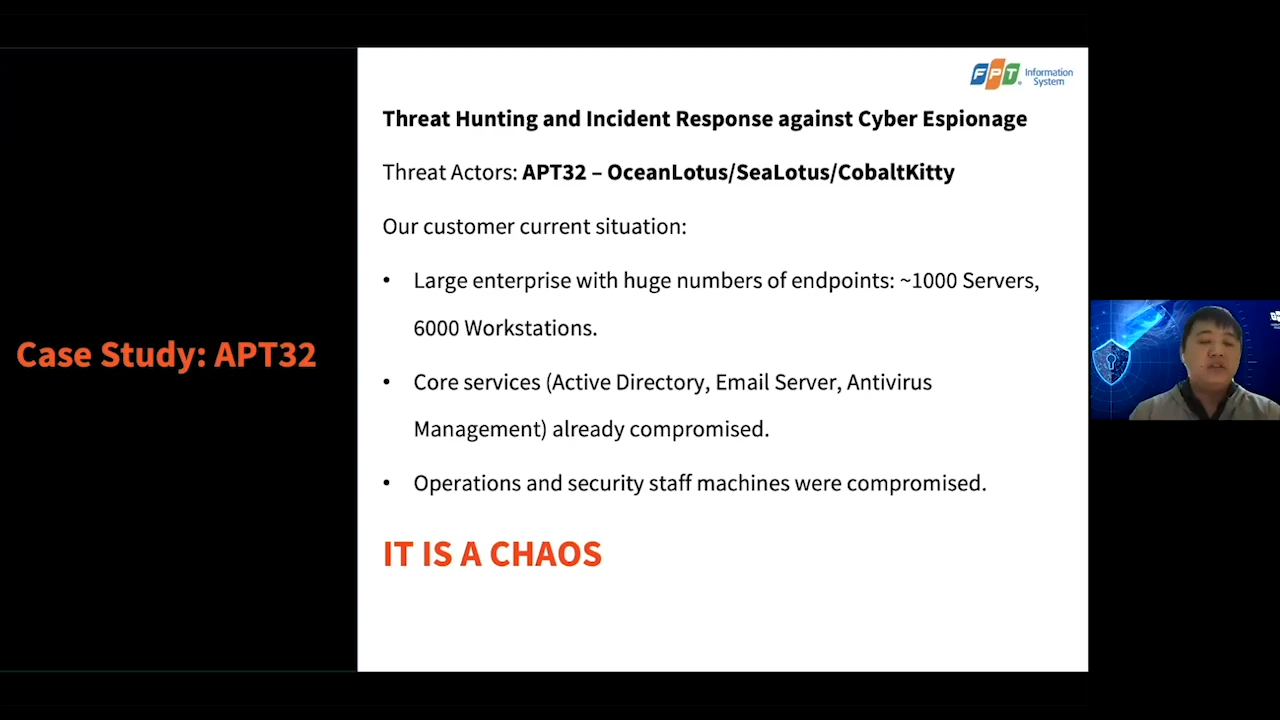 FPT Information
System
Threat Hunting and Incident Response against Cyber Espionage
Threat Actors: APT32 – OceanLotus/SeaLotus/CobaltKitty
Our customer current situation:
• Large enterprise with huge numbers of endpoints: ~1000 Servers,
6000 Workstations.
Case Study: APT32
• Core services (Active Directory, Email Server, Antivirus
Management) already compromised.
• Operations and security staff machines were compromised.
IT IS A CHAOS